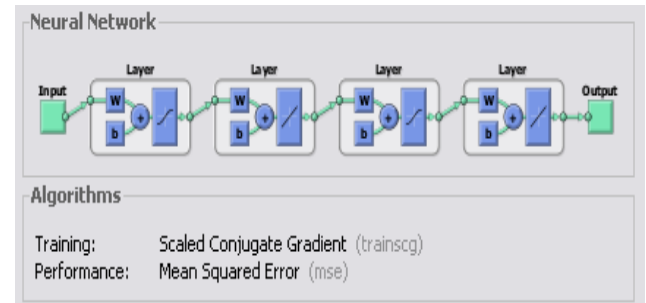 Neural Network
Layer Layer Layer Layer
Input Output
W W W W
+ + + +
b b b b
Algorithms
Training: Scaled Conjugate Gradient (trainscg)
Performance: Mean Squared Error (mse)